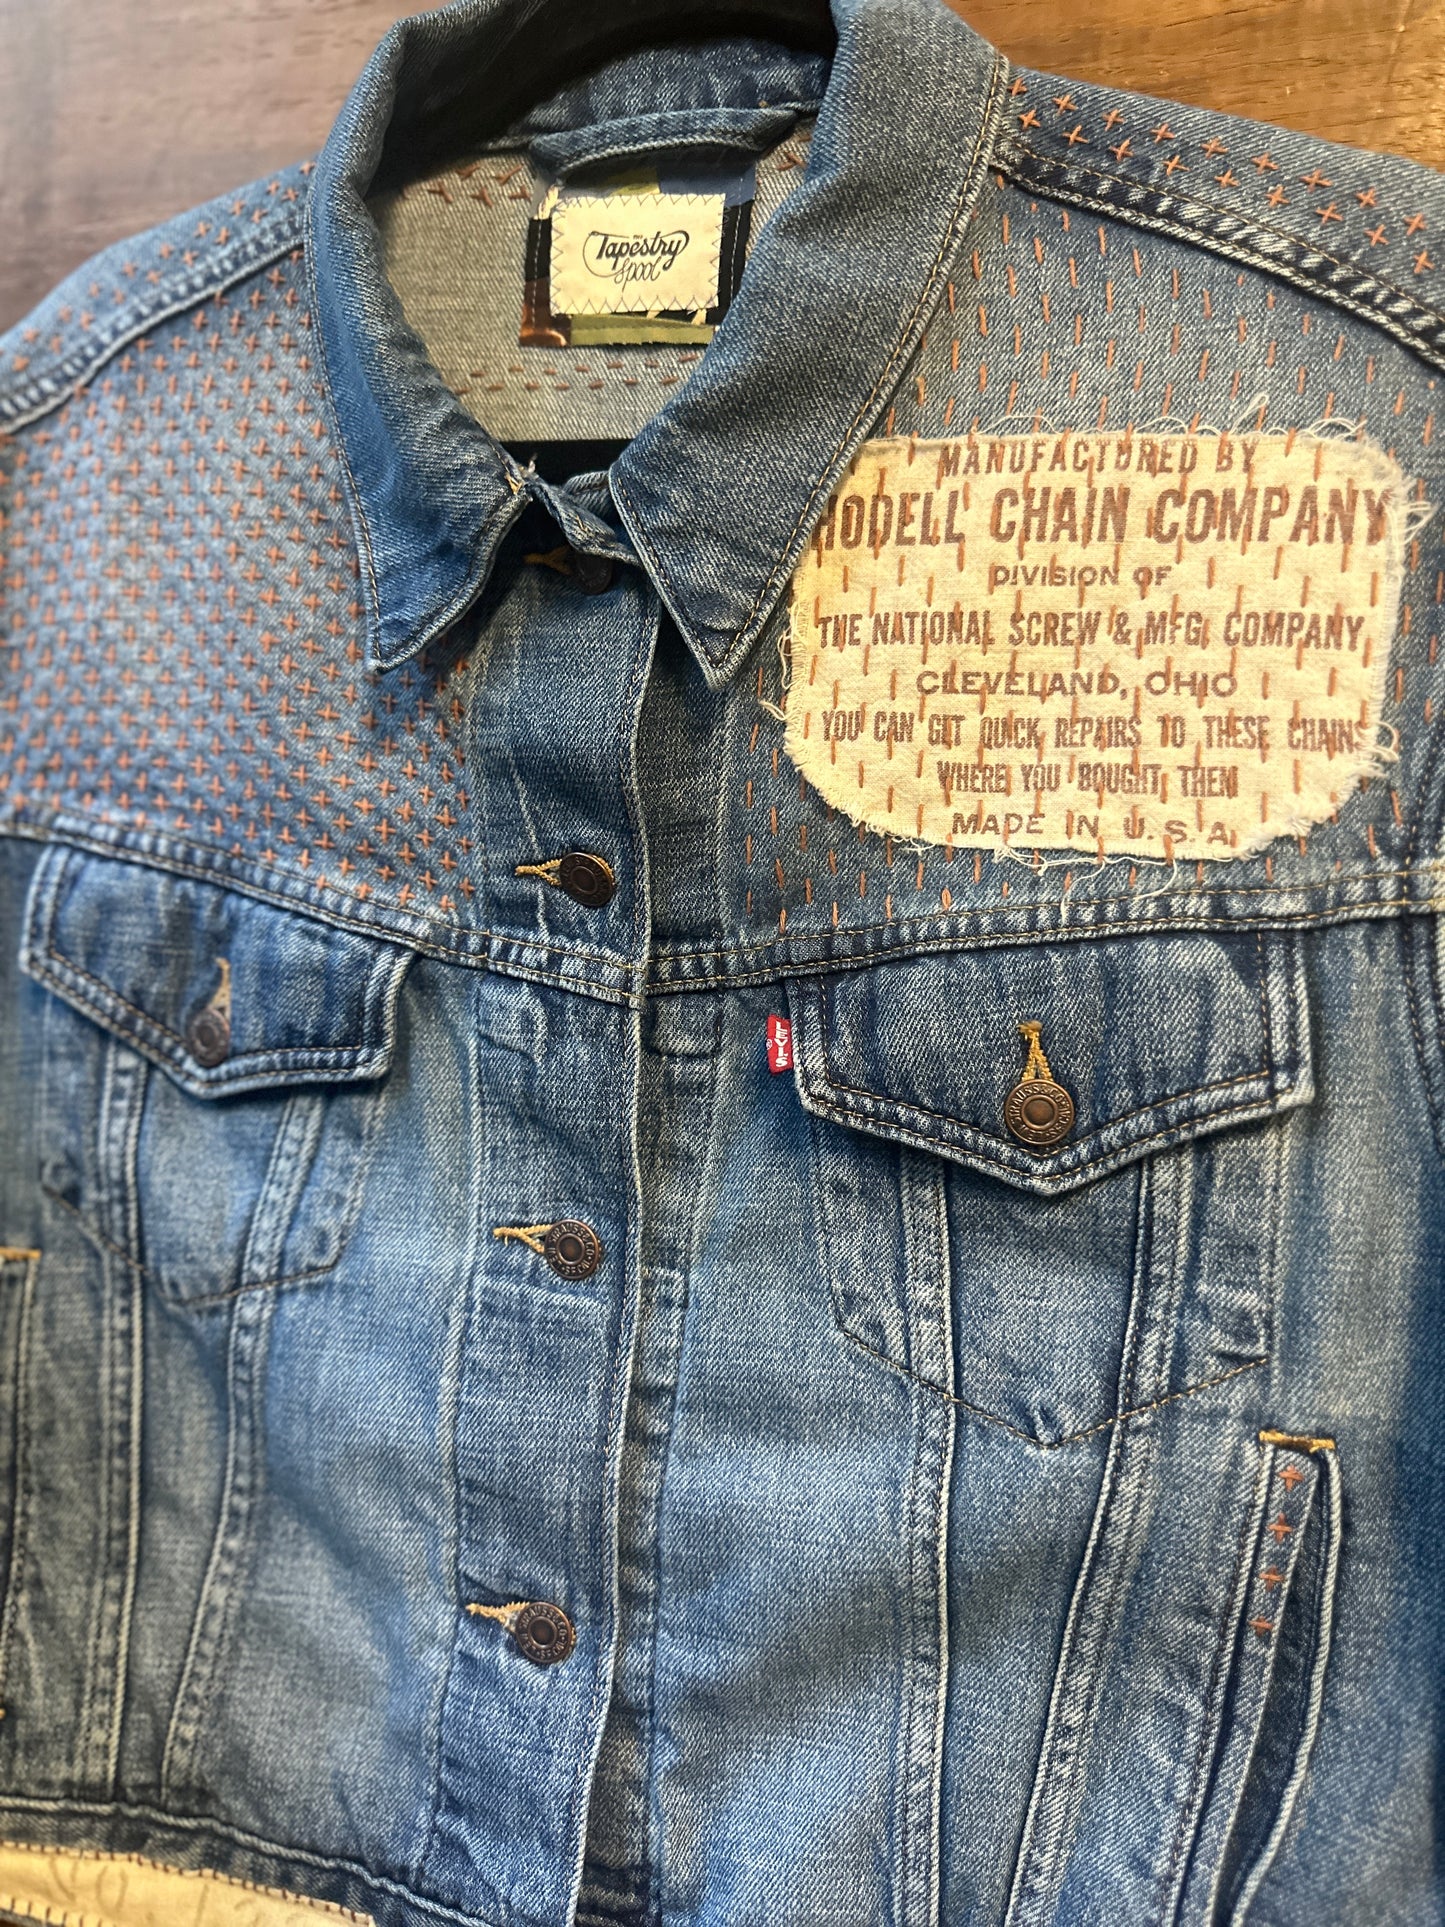 Tapestry
Spool
MANUFACTURED BY
HODELL CHAIN COMPANY
DIVISION OF
THE NATIONAL SCREW & MFG. COMPANY
CLEVELAND, OHIO
YOU CAN GET QUICK REPAIRS TO THESE CHAINS
WHERE YOU BOUGHT THEM
MADE IN U.S.A.
LEVI'S
®